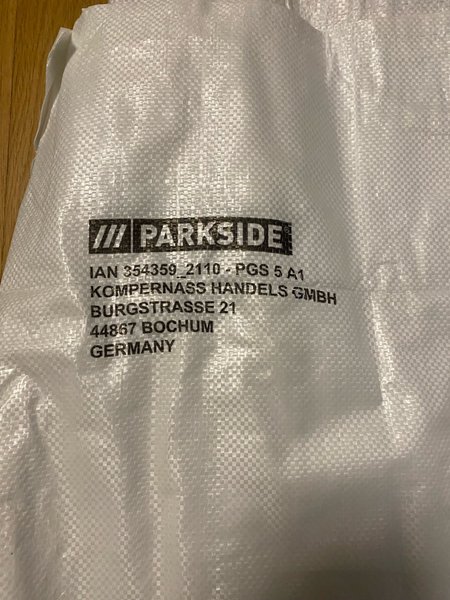 /// PARKSIDE
IAN 354359_2110 - PGS 5 A1
KOMPERNASS HANDELS GMBH
BURGSTRASSE 21
44867 BOCHUM
GERMANY